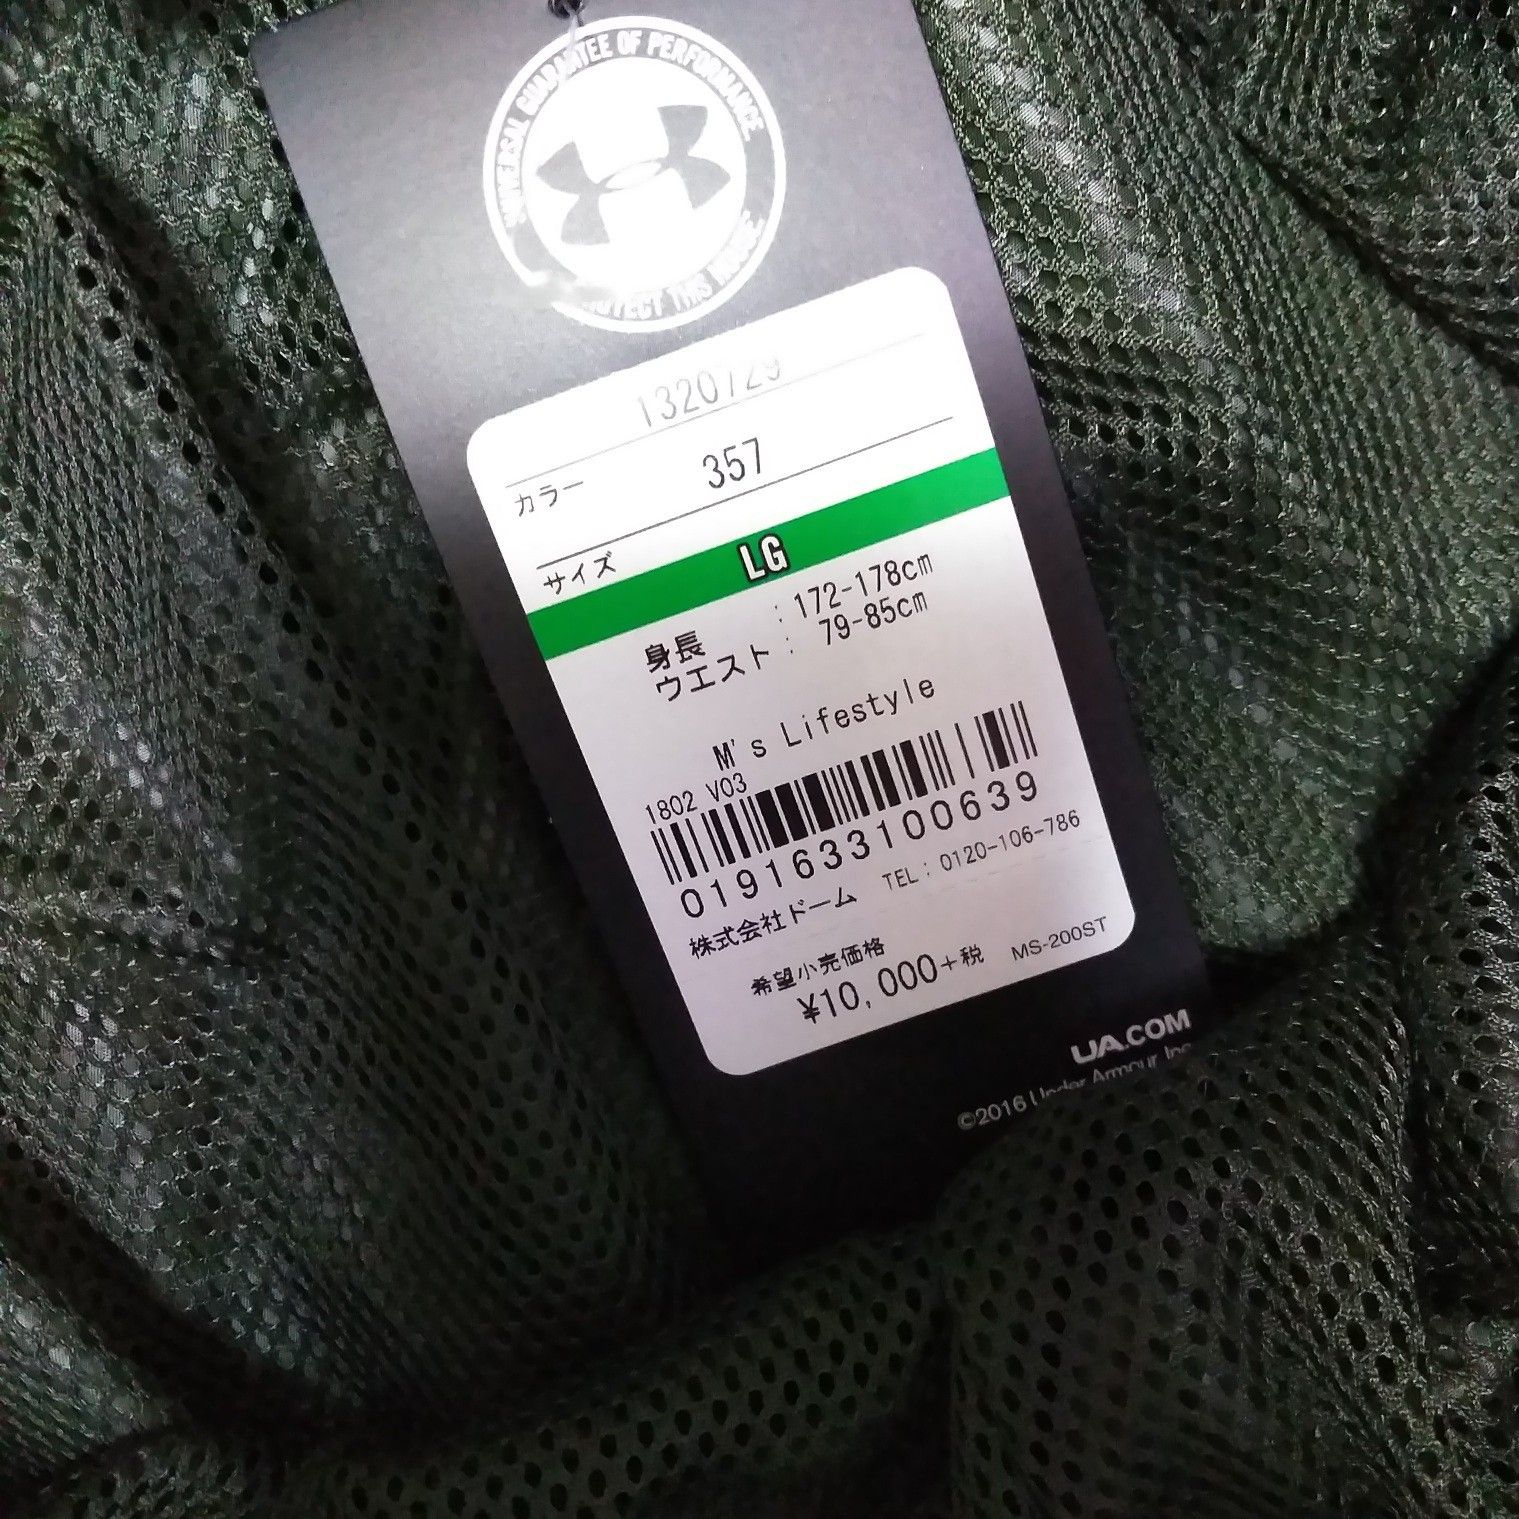 UNIVERSAL GUARANTEE OF PERFORMANCE
PROTECT THIS HOUSE
1320729
カラー 357
サイズ LG
身長 : 172-178cm
ウエスト : 79-85cm
M's Lifestyle
1802 V03
0191633100639
株式会社ドーム TEL: 0120-106-786
希望小売価格
¥10,000+税 MS-200ST
UA.COM
©2016 Under Armour Inc